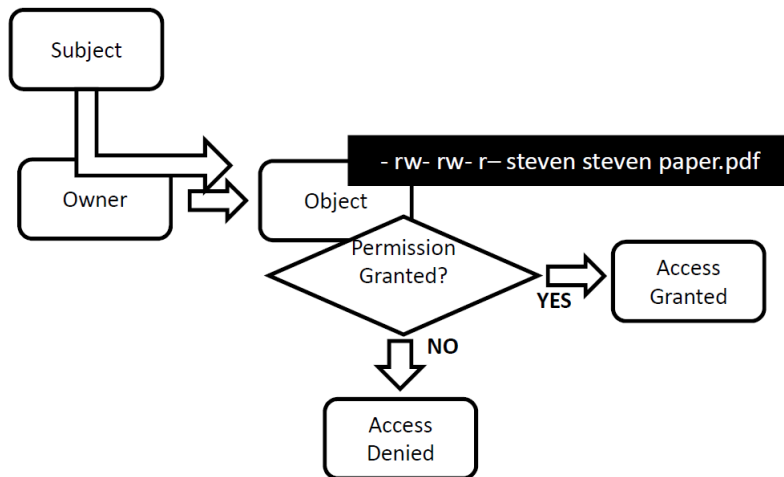 Subject
- rw- rw- r– steven steven paper.pdf
Owner
Object
Permission
Granted?
YES
Access
Granted
NO
Access
Denied